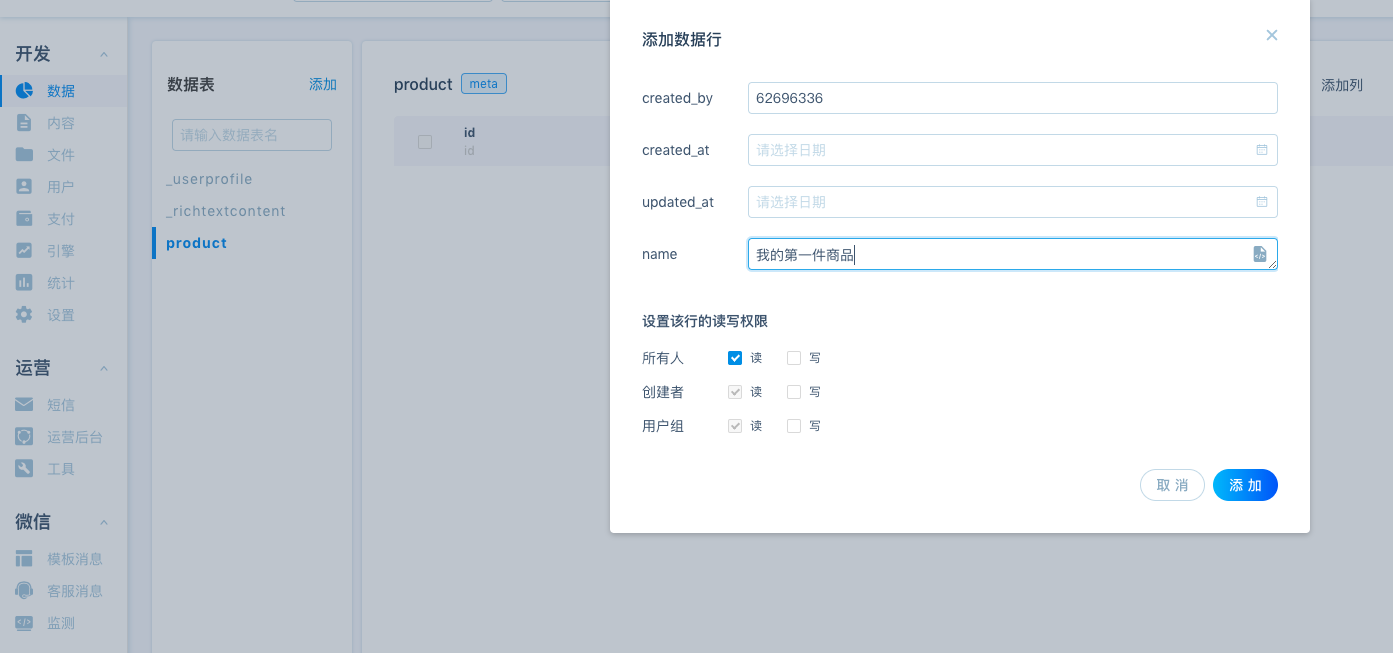 开发
数据
内容
文件
用户
支付
引擎
统计
设置
运营
短信
运营后台
工具
微信
模板消息
客服消息
监测
数据表
添加
请输入数据表名
_userprofile
_richtextcontent
product
product
meta
id
id
添加列
添加数据行
created_by
62696336
created_at
请选择日期
updated_at
请选择日期
name
我的第一件商品
设置该行的读写权限
所有人 读 写
创建者 读 写
用户组 读 写
取 消
添 加